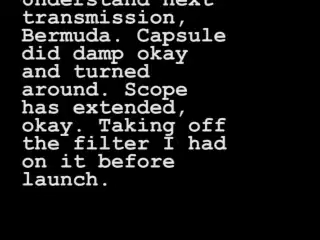 understand next
transmission,
Bermuda. Capsule
did damp okay
and turned
around. Scope
has extended,
okay. Taking off
the filter I had
on it before
launch.